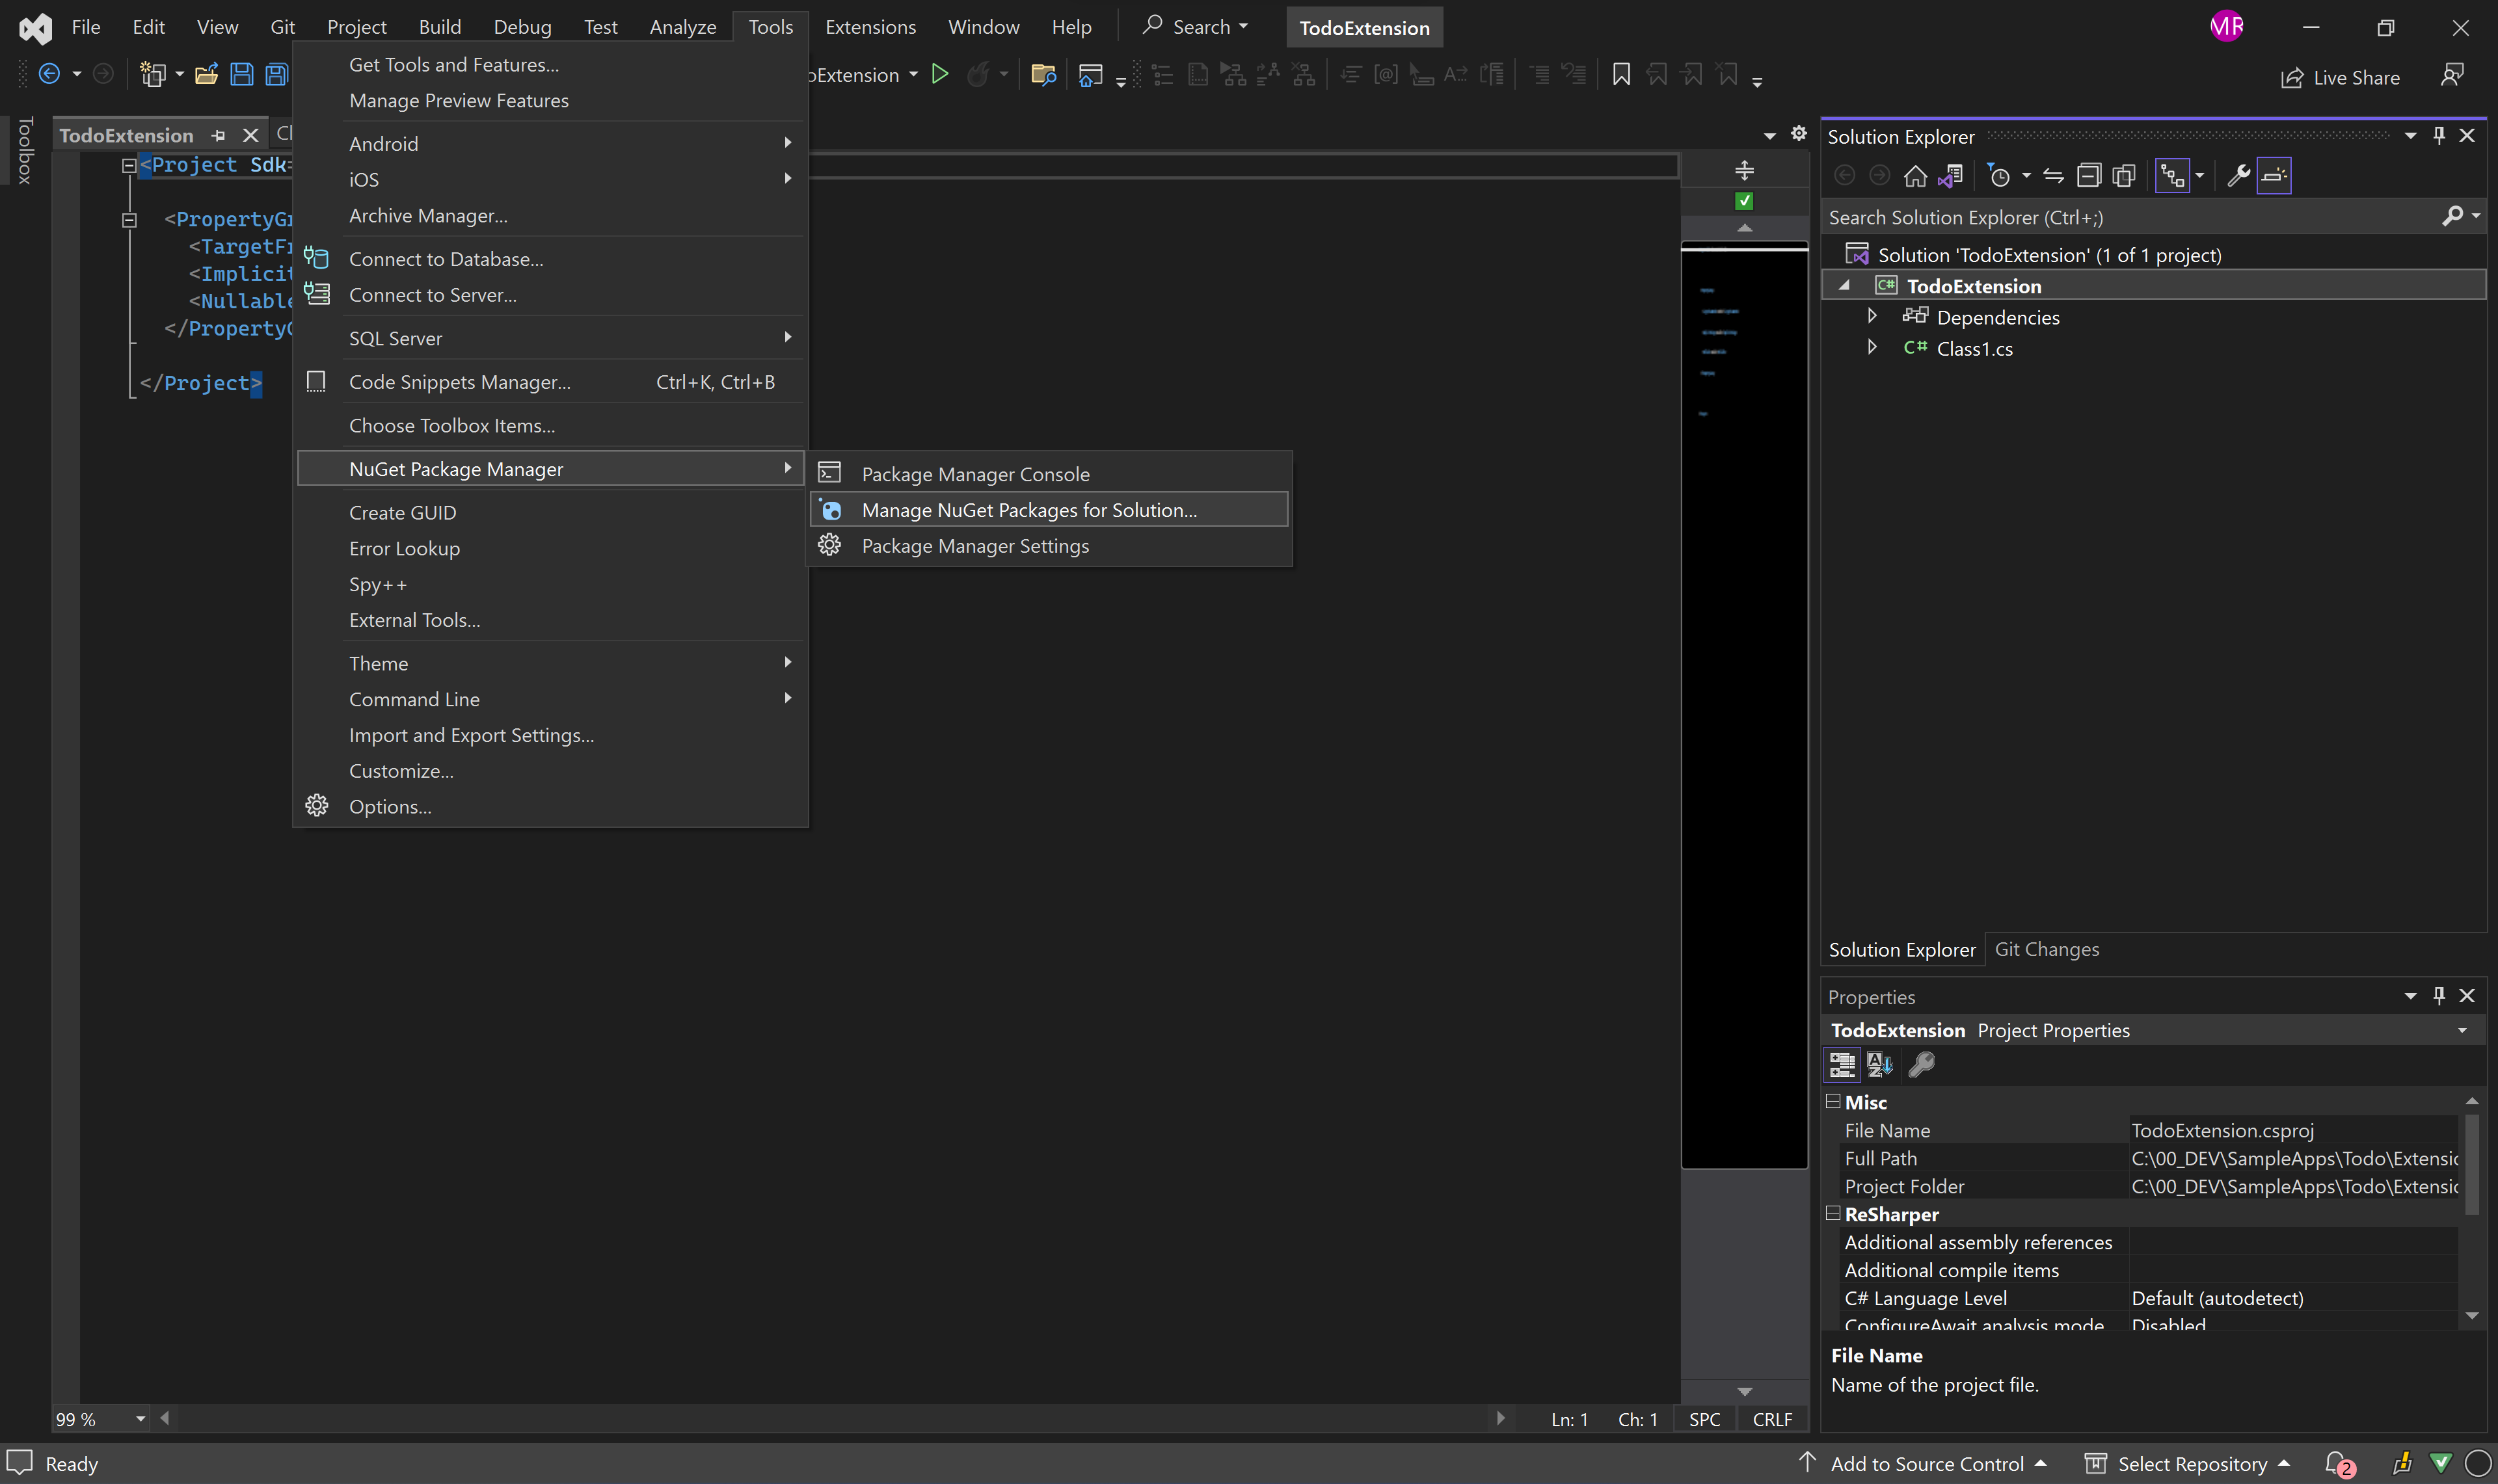 File Edit View Git Project Build Debug Test Analyze Tools Extensions Window Help Search TodoExtension MR
Extension Live Share
Toolbox
TodoExtension
<Project Sdk=
<Nullable
</Project>
Get Tools and Features...
Manage Preview Features
Android
iOS
Archive Manager...
Connect to Database...
Connect to Server...
SQL Server
Code Snippets Manager... Ctrl+K, Ctrl+B
Choose Toolbox Items...
NuGet Package Manager
Create GUID
Error Lookup
Spy++
External Tools...
Theme
Command Line
Import and Export Settings...
Customize...
Options...
Package Manager Console
Manage NuGet Packages for Solution...
Package Manager Settings
Solution Explorer
Search Solution Explorer (Ctrl+;)
Solution 'TodoExtension' (1 of 1 project)
C# TodoExtension
Dependencies
C# Class1.cs
Solution Explorer Git Changes
Properties
TodoExtension Project Properties
Misc
File Name TodoExtension.csproj
Full Path C:\00_DEV\SampleApps\Todo\Extensio
Project Folder C:\00_DEV\SampleApps\Todo\Extensio
ReSharper
Additional assembly references
Additional compile items
C# Language Level Default (autodetect)
ConfigureAwait analysis mode Disabled
File Name
Name of the project file.
99 % Ln: 1 Ch: 1 SPC CRLF
Ready Add to Source Control Select Repository 2